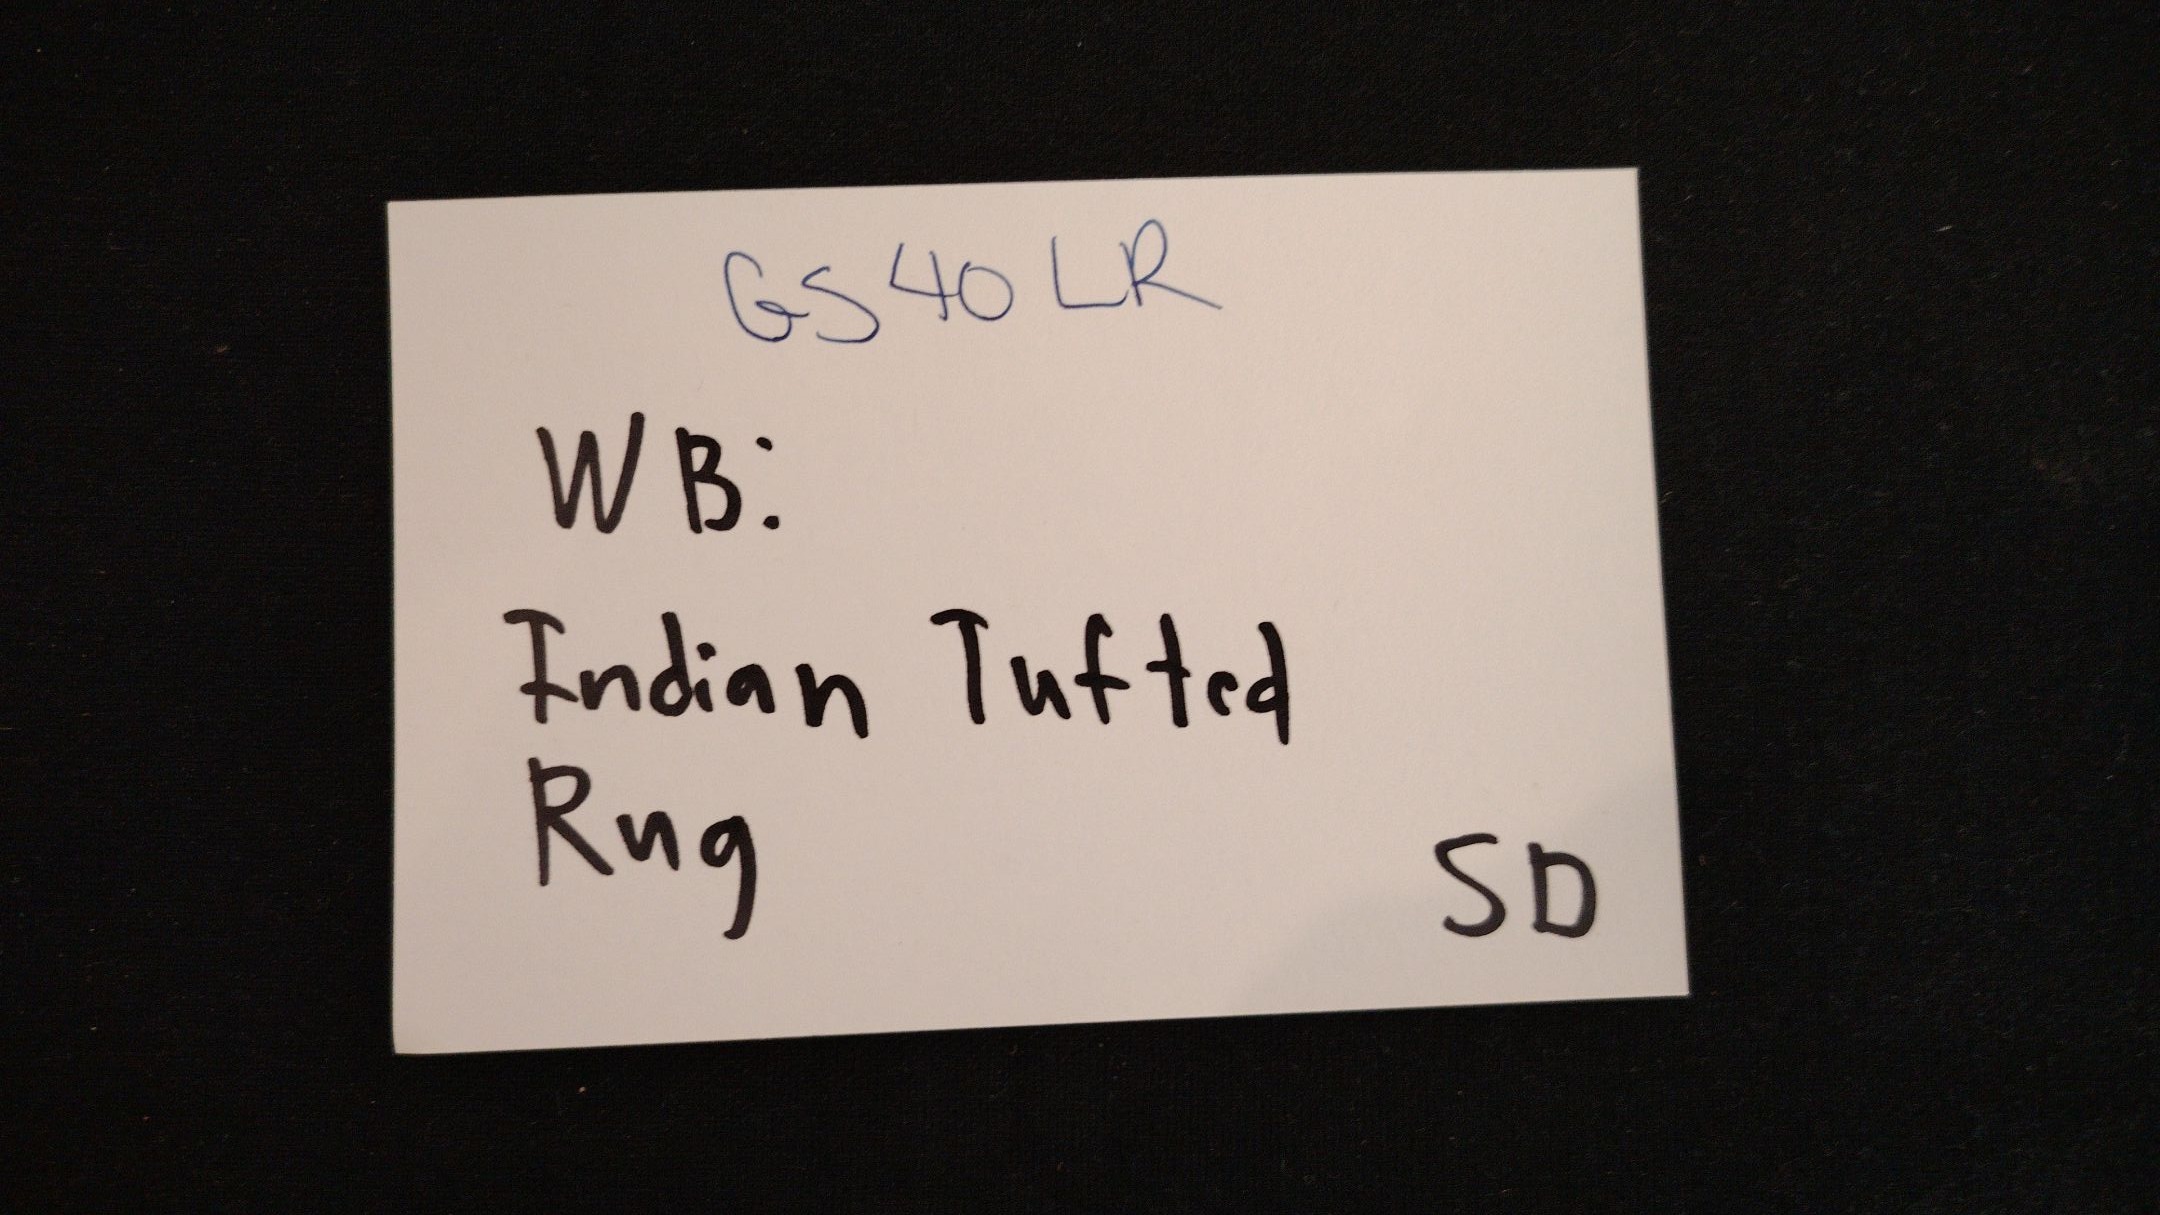 GS40LR
WB:
Indian Tufted
Rug
SD